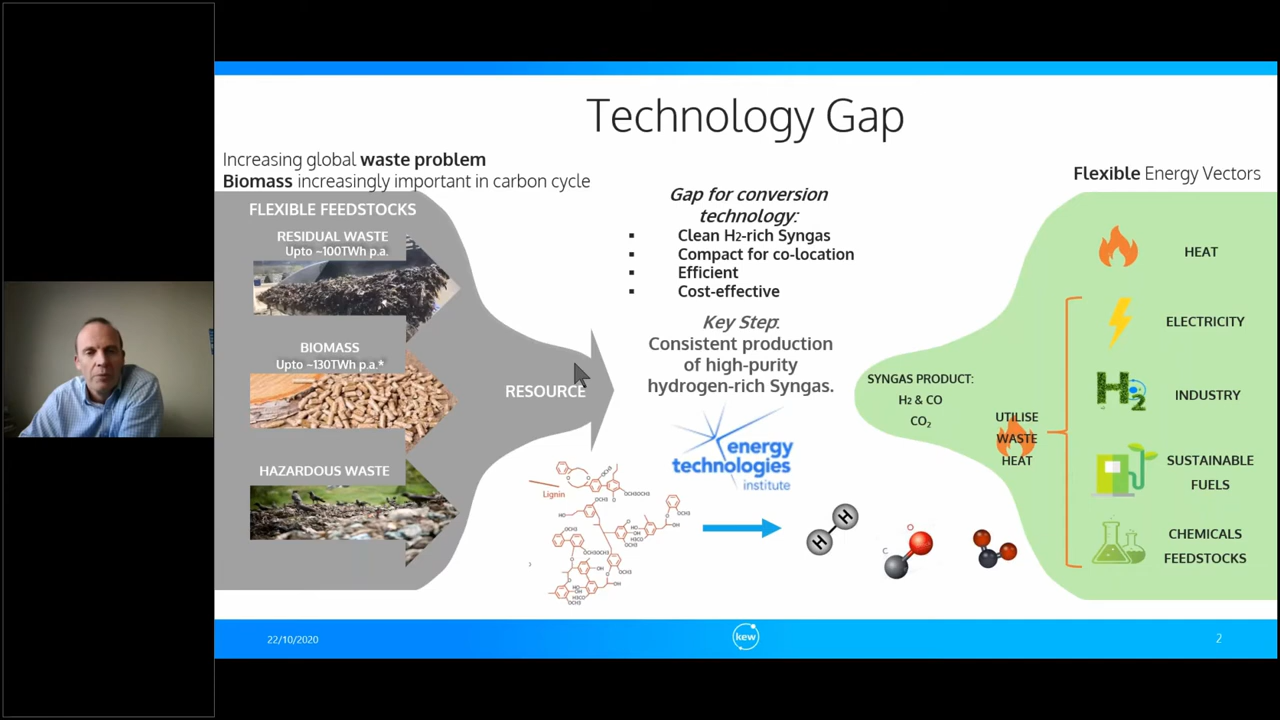 Technology Gap
Increasing global waste problem
Biomass increasingly important in carbon cycle
FLEXIBLE FEEDSTOCKS
RESIDUAL WASTE
Upto ~100TWh p.a.
BIOMASS
Upto ~130TWh p.a.*
HAZARDOUS WASTE
RESOURCE
Gap for conversion
technology:
▪ Clean H2-rich Syngas
▪ Compact for co-location
▪ Efficient
▪ Cost-effective
Key Step:
Consistent production
of high-purity
hydrogen-rich Syngas.
energy
technologies
institute
Lignin
H H
C O
Flexible Energy Vectors
SYNGAS PRODUCT:
H2 & CO
CO2
UTILISE
WASTE
HEAT
HEAT
ELECTRICITY
H2
INDUSTRY
SUSTAINABLE
FUELS
CHEMICALS
FEEDSTOCKS
22/10/2020
kew
2